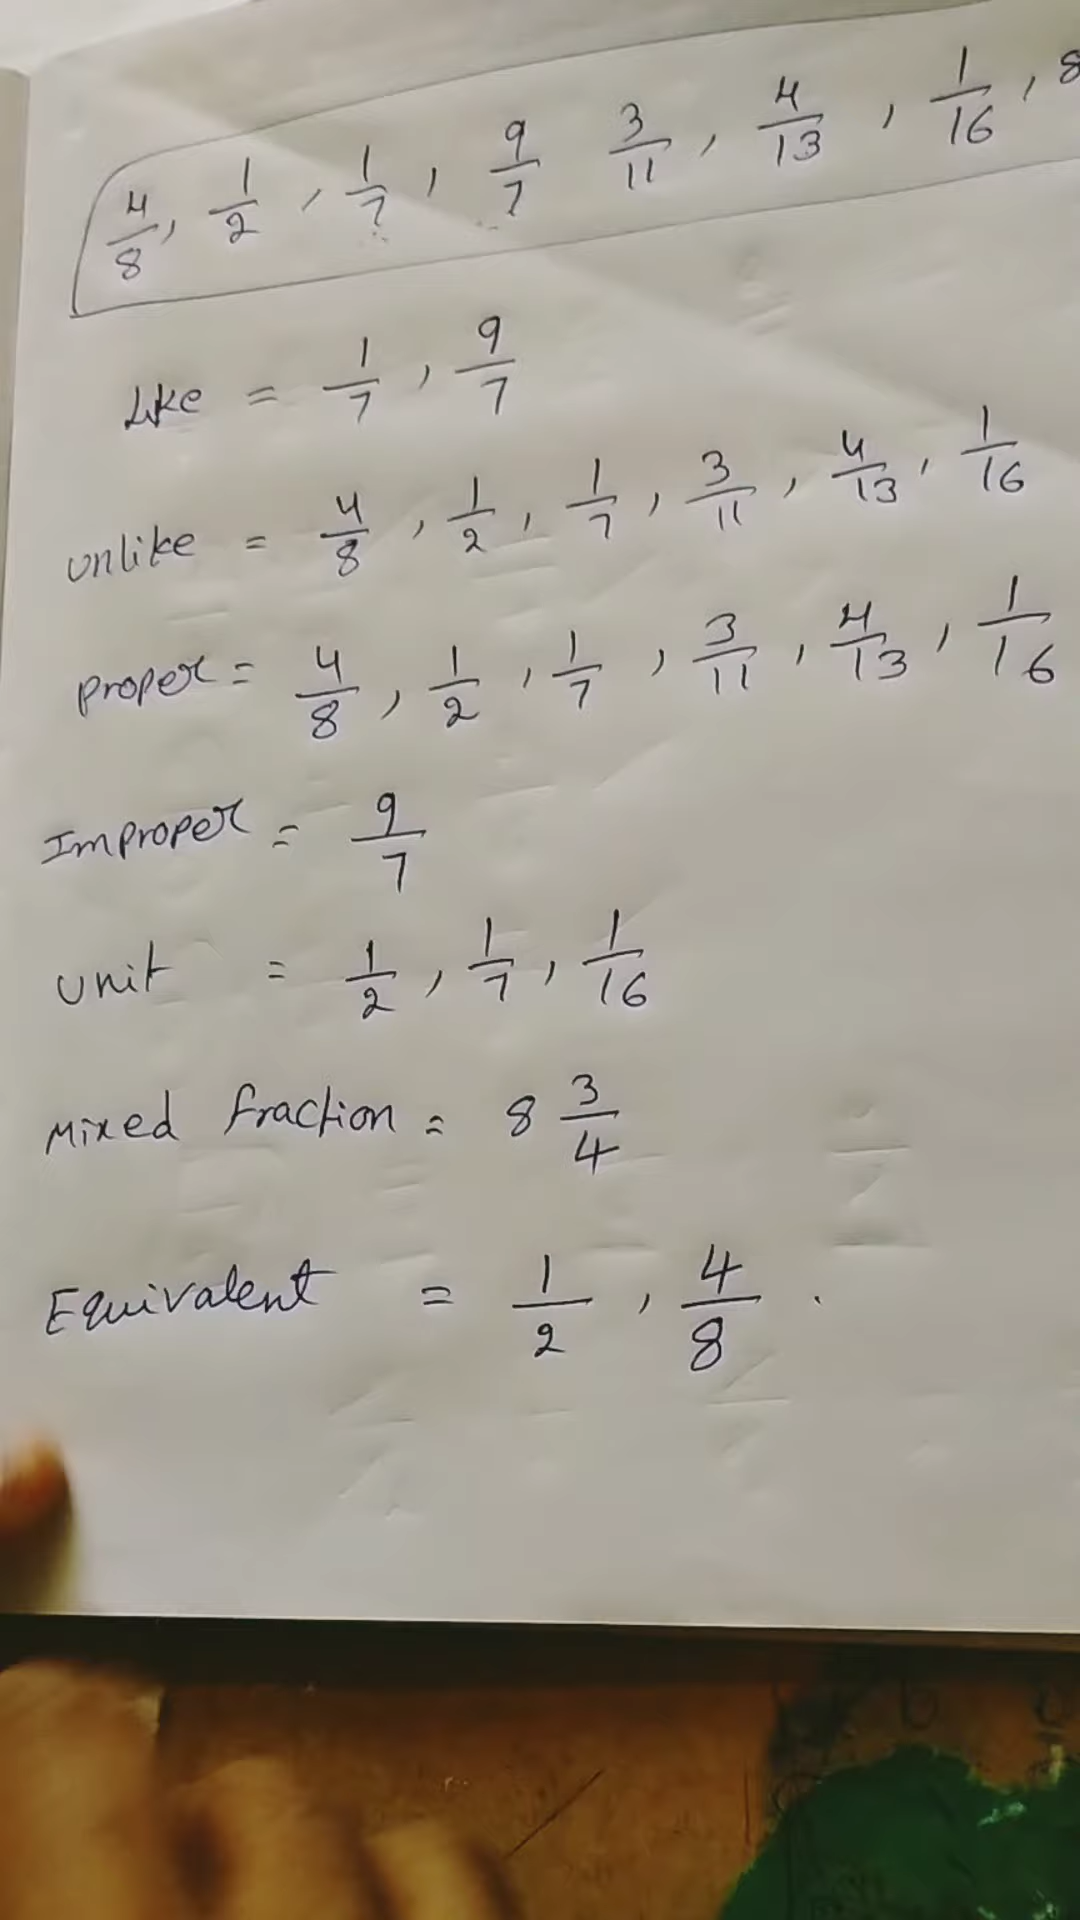 4/8, 1/2, 1/7, 9/7 3/11, 4/13, 1/16, 8
Like = 1/7, 9/7
unlike = 4/8, 1/2, 1/7, 3/11, 4/13, 1/16
proper = 4/8, 1/2, 1/7, 3/11, 4/13, 1/16
Improper = 9/7
unit = 1/2, 1/7, 1/16
Mixed fraction = 8 3/4
Equivalent = 1/2, 4/8.